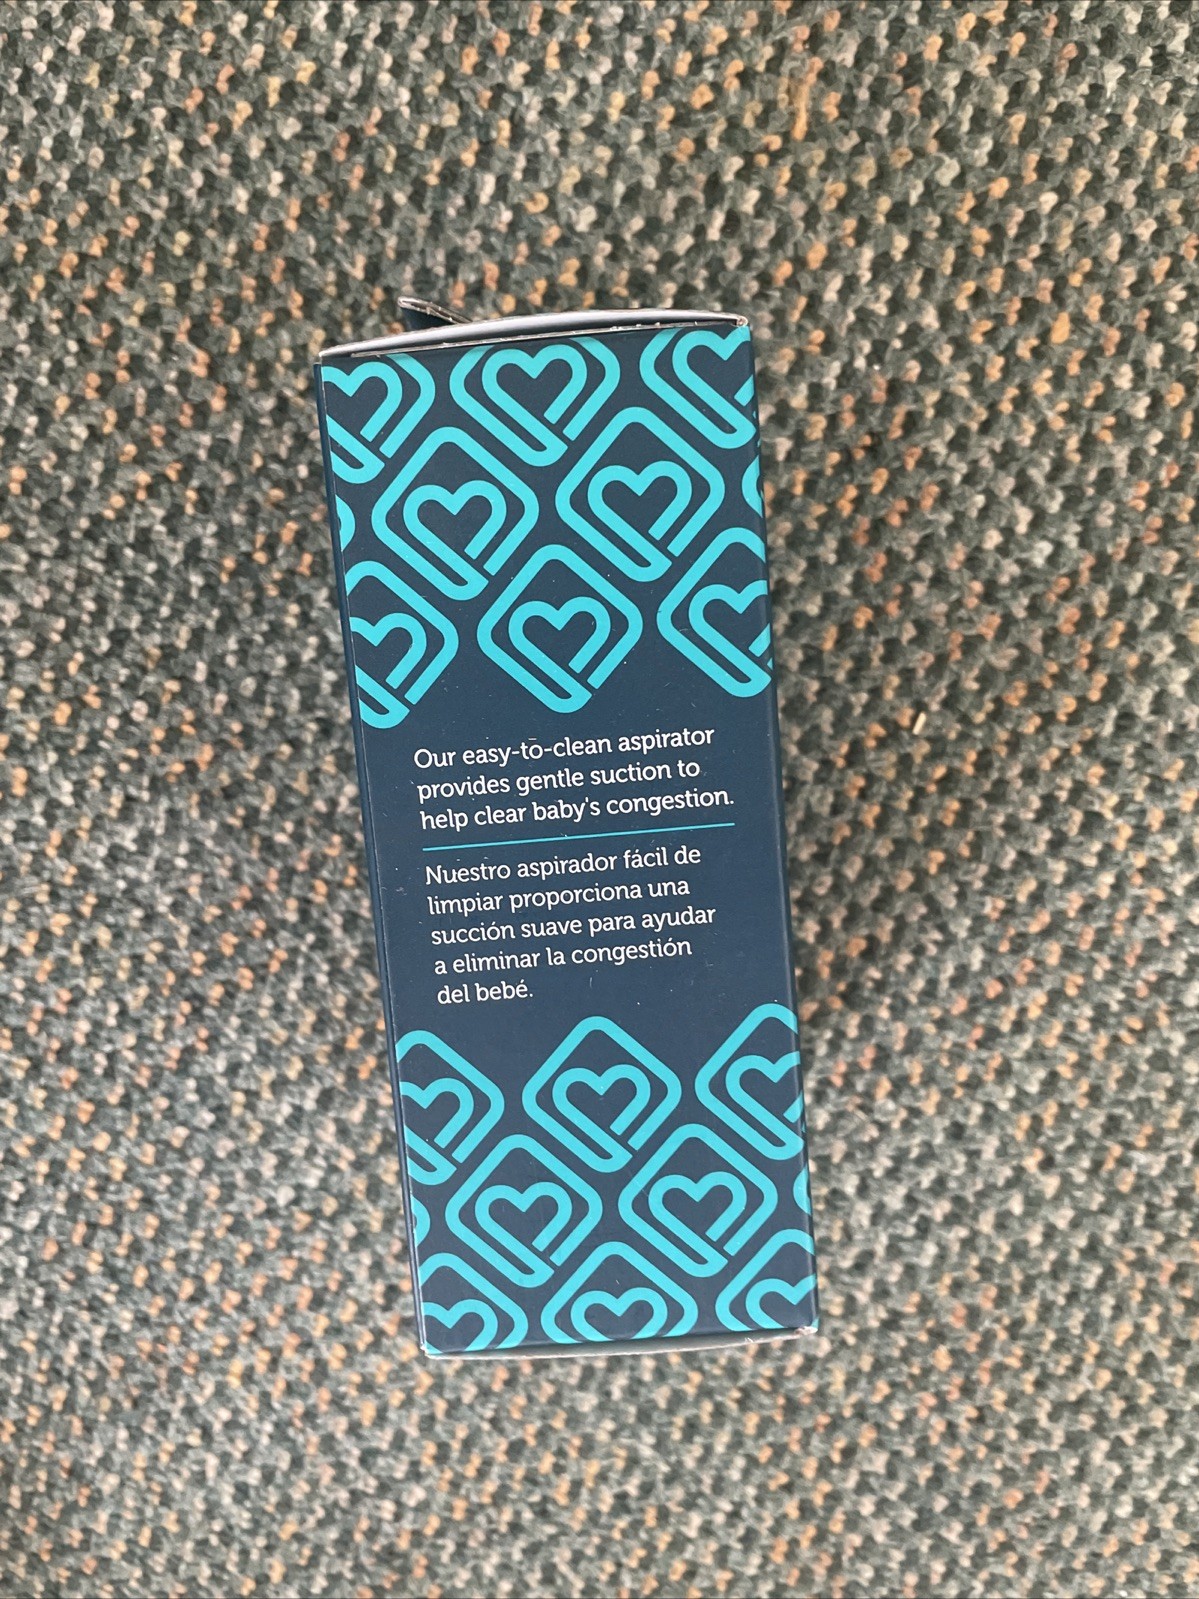 Our easy-to-clean aspirator
provides gentle suction to
help clear baby's congestion.
Nuestro aspirador fácil de
limpiar proporciona una
succión suave para ayudar
a eliminar la congestión
del bebé.